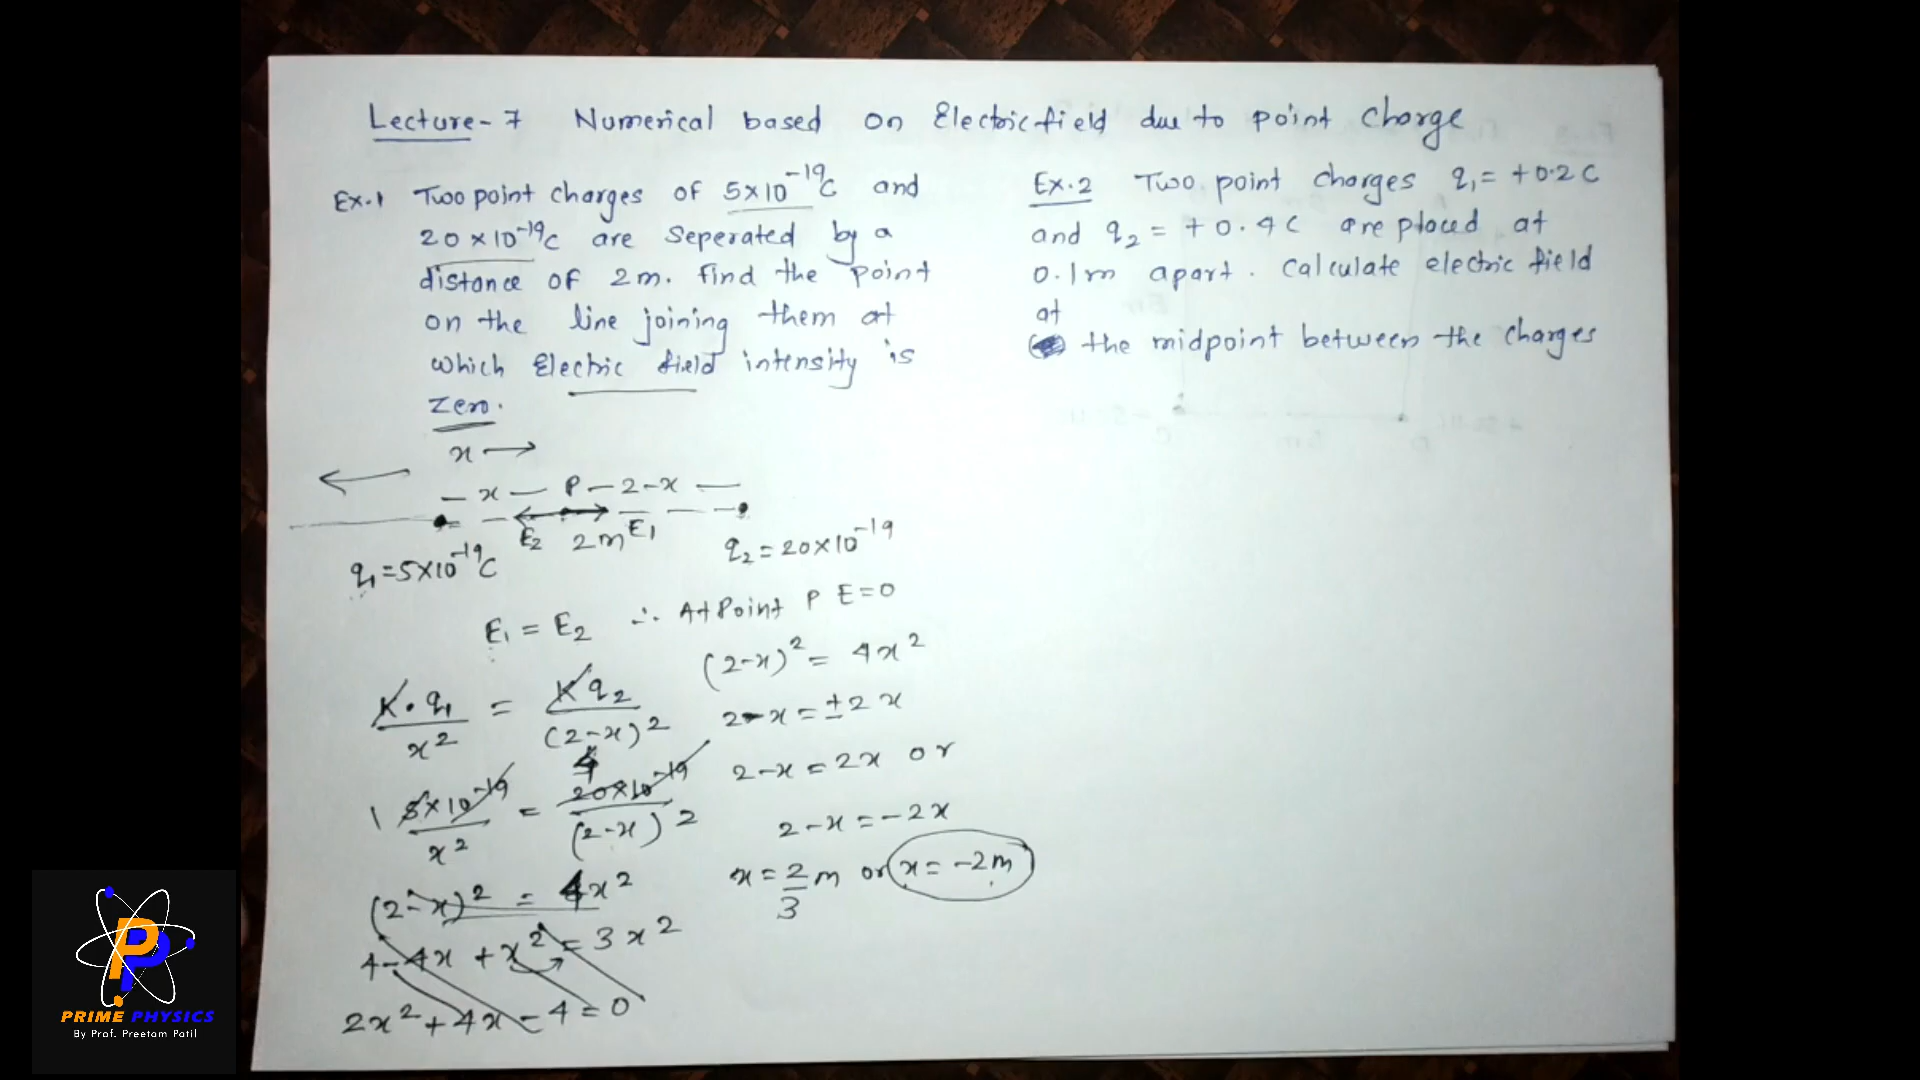 Lecture-7 Numerical based on Electric field due to point Charge
Ex.1 Two point charges of 5×10⁻¹⁹C and
20×10⁻¹⁹C are seperated by a
distance of 2m. Find the point
on the line joining them at
which Electric field intensity is
Zero.
x →
←
— x — P — 2-x —
E₂ 2m E₁
q₁=5×10⁻¹⁹C
q₂=20×10⁻¹⁹
E₁ = E₂ ∴ At Point P E=0
K·q₁/x² = Kq₂/(2-x)²
1 5×10⁻¹⁹/x² = 4 20×10⁻¹⁹/(2-x)²
(2-x)² = 4x²
4-4x+x² = 3x²
2x²+4x-4=0
(2-x)² = 4x²
2-x=±2x
2-x=2x or
2-x=-2x
x=2/3 m or x=-2m
Ex.2 Two point charges q₁=+0.2C
and q₂=+0.4C are placed at
0.1m apart. Calculate electric field
at
the midpoint between the charges
PRIME PHYSICS
By Prof. Preetam Patil